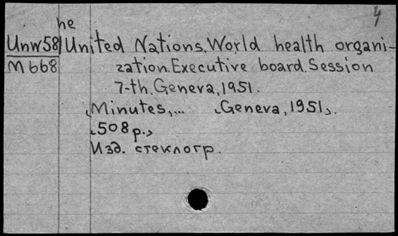 he
4
Unw58 United Nations. World health organi-
M668 zation. Executive board. Session
7-th. Geneva, 1951.
Minutes,... Geneva, 1951,.
508 p.,
Изд. стеклогр.